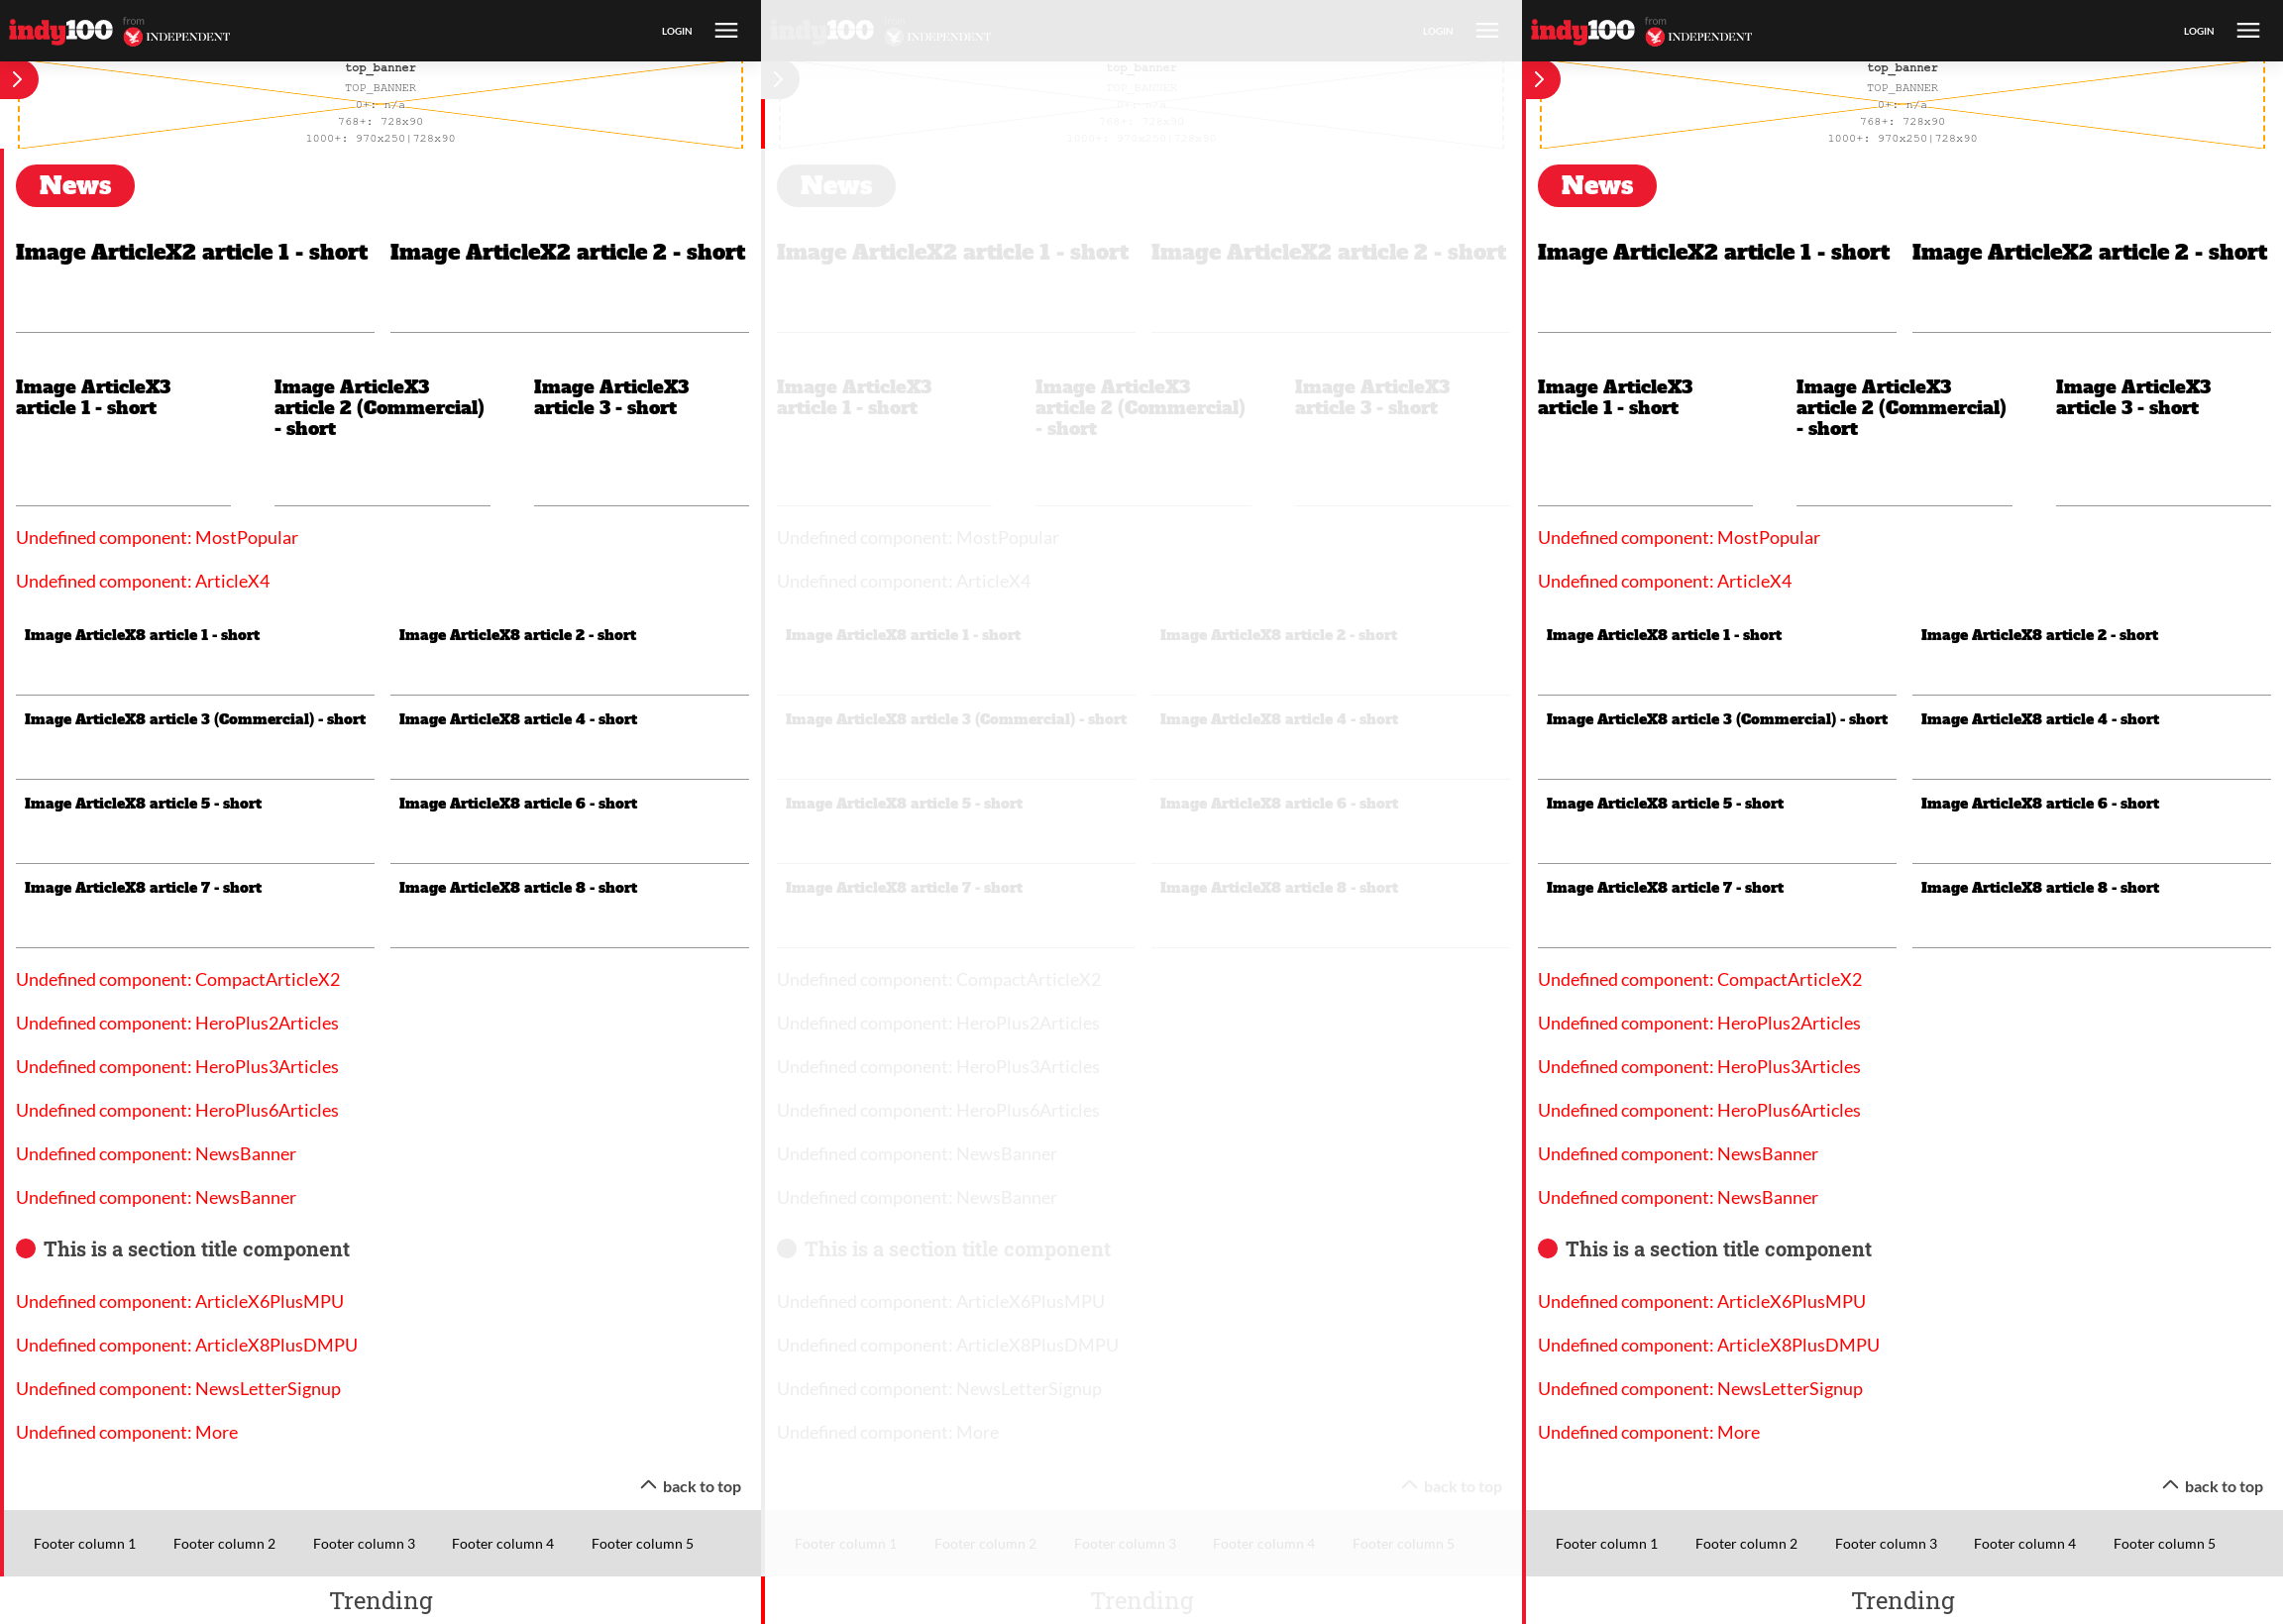 indy100 from INDEPENDENT
LOGIN
top_banner
TOP_BANNER
0+: n/a
768+: 728x90
1000+: 970x250|728x90
News
Image ArticleX2 article 1 - short
Image ArticleX2 article 2 - short
Image ArticleX3
article 1 - short
Image ArticleX3
article 2 (Commercial)
- short
Image ArticleX3
article 3 - short
Undefined component: MostPopular
Undefined component: ArticleX4
Image ArticleX8 article 1 - short
Image ArticleX8 article 2 - short
Image ArticleX8 article 3 (Commercial) - short
Image ArticleX8 article 4 - short
Image ArticleX8 article 5 - short
Image ArticleX8 article 6 - short
Image ArticleX8 article 7 - short
Image ArticleX8 article 8 - short
Undefined component: CompactArticleX2
Undefined component: HeroPlus2Articles
Undefined component: HeroPlus3Articles
Undefined component: HeroPlus6Articles
Undefined component: NewsBanner
Undefined component: NewsBanner
This is a section title component
Undefined component: ArticleX6PlusMPU
Undefined component: ArticleX8PlusDMPU
Undefined component: NewsLetterSignup
Undefined component: More
back to top
Footer column 1
Footer column 2
Footer column 3
Footer column 4
Footer column 5
Trending
indy100 INDEPENDENT
LOGIN
top_banner
TOP_BANNER
768+: 728x90
1000+: 970x250|728x90
News
Image ArticleX2 article 1 - short
Image ArticleX2 article 2 - short
Image ArticleX3
article 1 - short
Image ArticleX3
article 2 (Commercial)
- short
Image ArticleX3
article 3 - short
Undefined component: MostPopular
Undefined component: ArticleX4
Image ArticleX8 article 1 - short
Image ArticleX8 article 2 - short
Image ArticleX8 article 3 (Commercial) - short
Image ArticleX8 article 4 - short
Image ArticleX8 article 5 - short
Image ArticleX8 article 6 - short
Image ArticleX8 article 7 - short
Image ArticleX8 article 8 - short
Undefined component: CompactArticleX2
Undefined component: HeroPlus2Articles
Undefined component: HeroPlus3Articles
Undefined component: HeroPlus6Articles
Undefined component: NewsBanner
Undefined component: NewsBanner
This is a section title component
Undefined component: ArticleX6PlusMPU
Undefined component: ArticleX8PlusDMPU
Undefined component: NewsLetterSignup
Undefined component: More
back to top
Footer column 1
Footer column 2
Footer column 3
Footer column 4
Footer column 5
Trending
indy100 from INDEPENDENT
LOGIN
top_banner
TOP_BANNER
0+: n/a
768+: 728x90
1000+: 970x250|728x90
News
Image ArticleX2 article 1 - short
Image ArticleX2 article 2 - short
Image ArticleX3
article 1 - short
Image ArticleX3
article 2 (Commercial)
- short
Image ArticleX3
article 3 - short
Undefined component: MostPopular
Undefined component: ArticleX4
Image ArticleX8 article 1 - short
Image ArticleX8 article 2 - short
Image ArticleX8 article 3 (Commercial) - short
Image ArticleX8 article 4 - short
Image ArticleX8 article 5 - short
Image ArticleX8 article 6 - short
Image ArticleX8 article 7 - short
Image ArticleX8 article 8 - short
Undefined component: CompactArticleX2
Undefined component: HeroPlus2Articles
Undefined component: HeroPlus3Articles
Undefined component: HeroPlus6Articles
Undefined component: NewsBanner
Undefined component: NewsBanner
This is a section title component
Undefined component: ArticleX6PlusMPU
Undefined component: ArticleX8PlusDMPU
Undefined component: NewsLetterSignup
Undefined component: More
back to top
Footer column 1
Footer column 2
Footer column 3
Footer column 4
Footer column 5
Trending